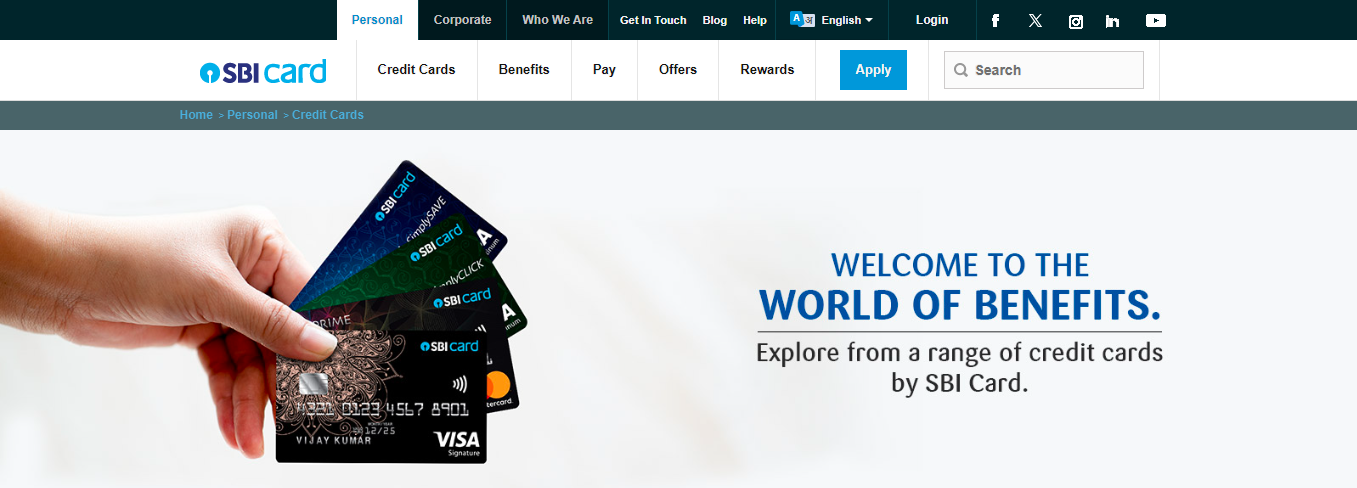 Personal
Corporate
Who We Are
Get In Touch
Blog
Help
A अ
English
Login
SBI card
Credit Cards
Benefits
Pay
Offers
Rewards
Apply
Search
Home > Personal > Credit Cards
SBI card
SimplySAVE
SBI card
SBI card
PRIME
SBI card
0123 4567 8901
12/25
VIJAY KUMAR
VISA
Signature
WELCOME TO THE
WORLD OF BENEFITS.
Explore from a range of credit cards
by SBI Card.